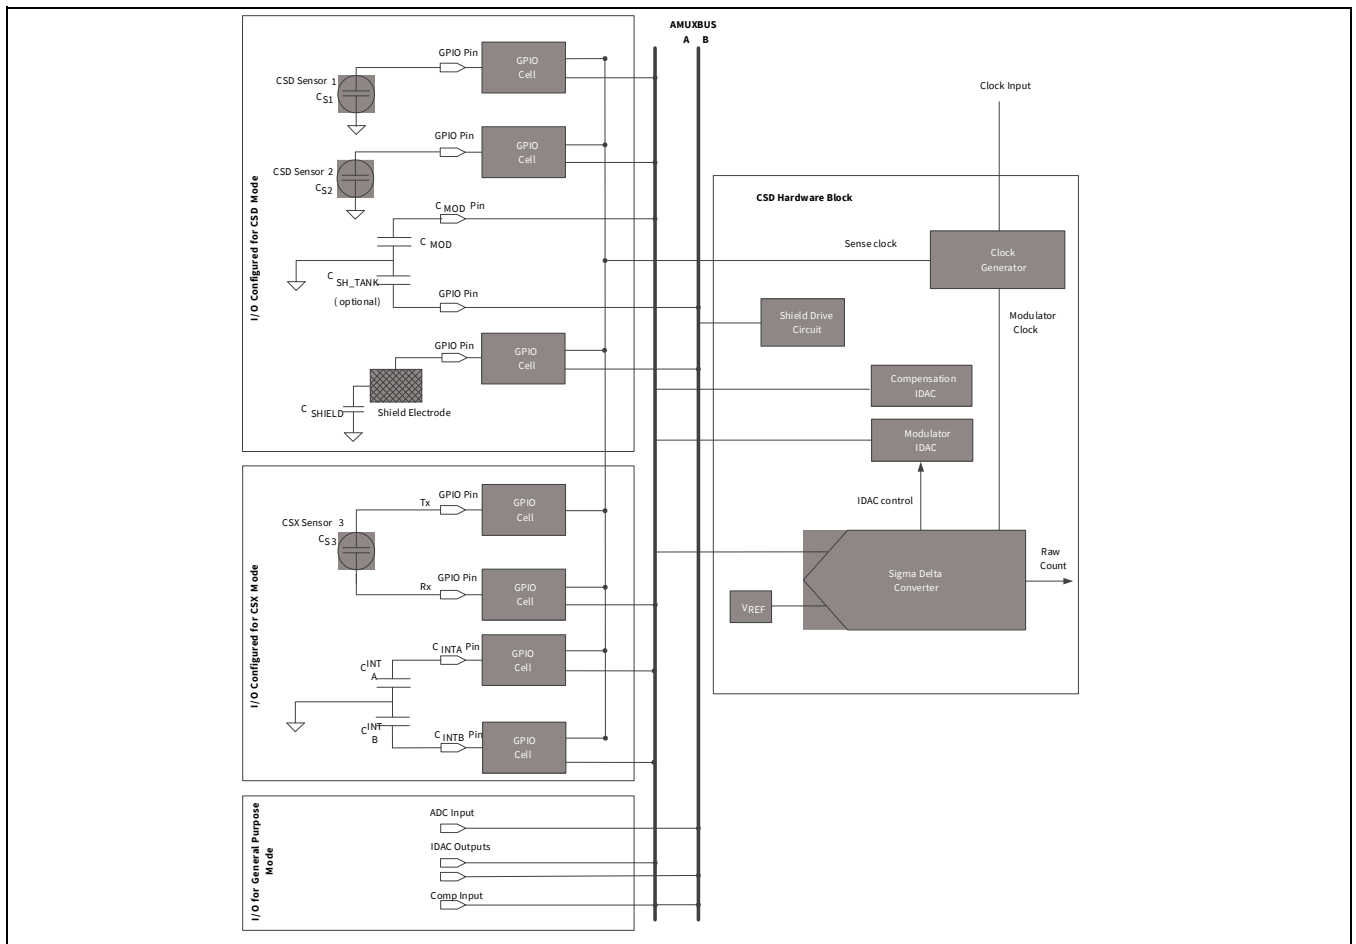 AMUXBUS
A B
GPIO Pin
GPIO
Cell
CSD Sensor 1
CS1
GPIO Pin
GPIO
Cell
CSD Sensor 2
CS2
C MOD Pin
C MOD
C SH_TANK
( optional)
GPIO Pin
GPIO Pin
GPIO
Cell
C SHIELD
Shield Electrode
I/O Configured for CSD Mode
Clock Input
CSD Hardware Block
Sense clock
Clock
Generator
Modulator
Clock
Shield Drive
Circuit
Compensation
IDAC
Modulator
IDAC
IDAC control
Sigma Delta
Converter
Raw
Count
VREF
I/O Configured for CSX Mode
Tx
GPIO Pin
GPIO
Cell
CSX Sensor 3
CS3
Rx
GPIO Pin
GPIO
Cell
C INTA Pin
GPIO
Cell
CINT
A
CINT
B
C INTB Pin
GPIO
Cell
I/O for General Purpose
Mode
ADC Input
IDAC Outputs
Comp Input